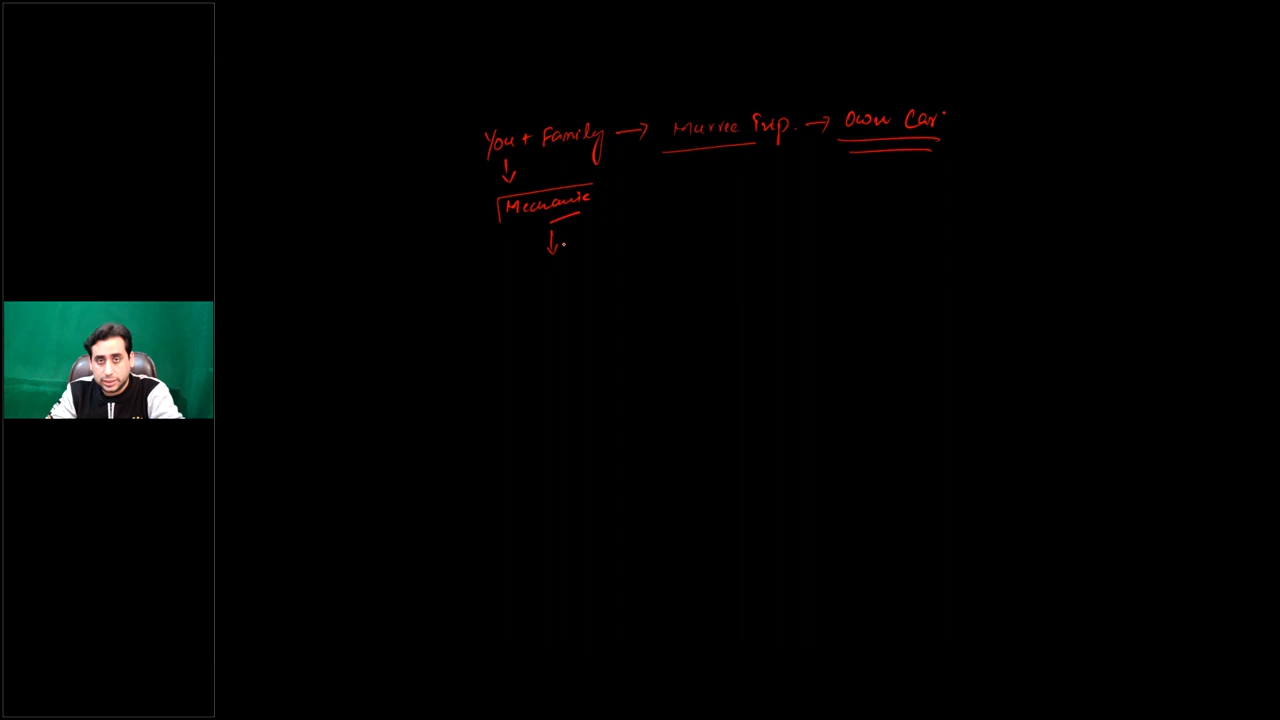 You + Family → Murree Trip. → Own Car.
↓
Mechanic
↓